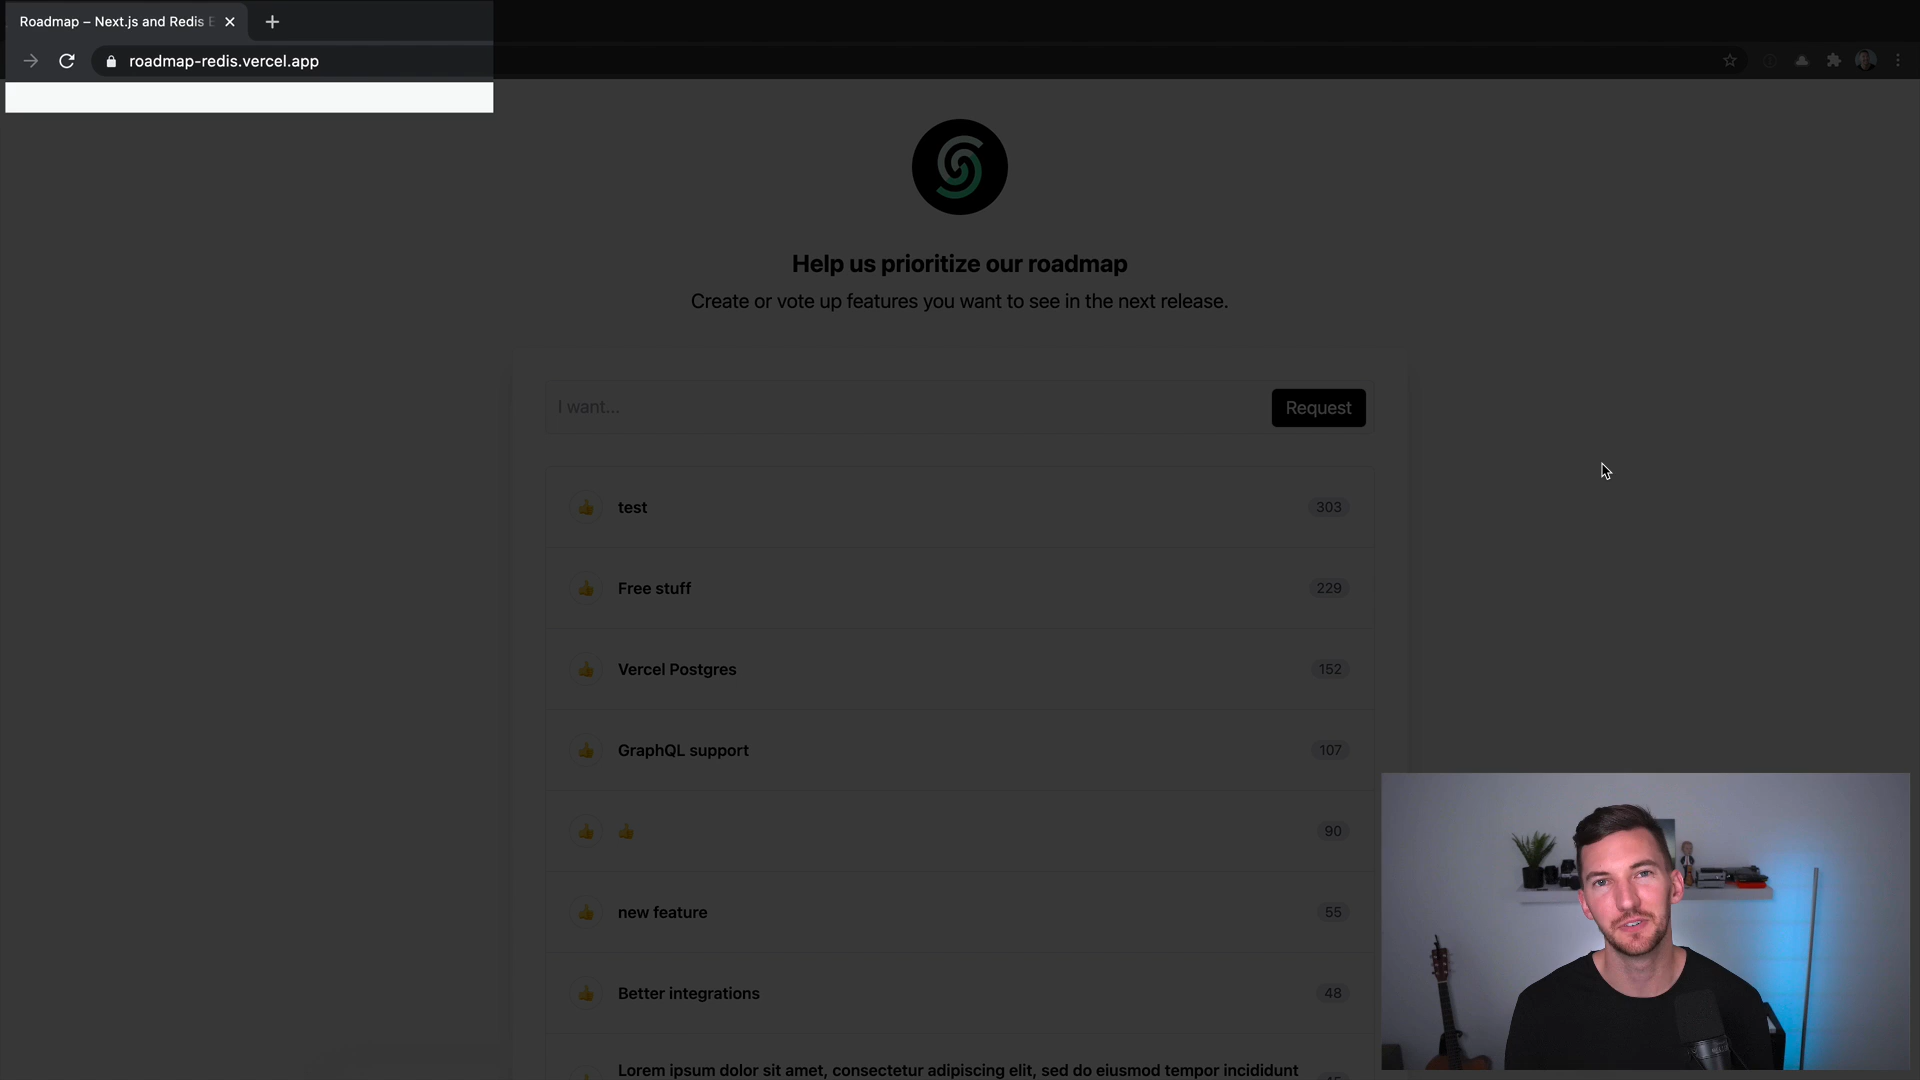 Roadmap – Next.js and Redis
roadmap-redis.vercel.app
Help us prioritize our roadmap
Create or vote up features you want to see in the next release.
I want...
Request
test
303
Free stuff
229
Vercel Postgres
152
GraphQL support
107
90
new feature
55
Better integrations
48
Lorem ipsum dolor sit amet, consectetur adipiscing elit, sed do eiusmod tempor incididunt